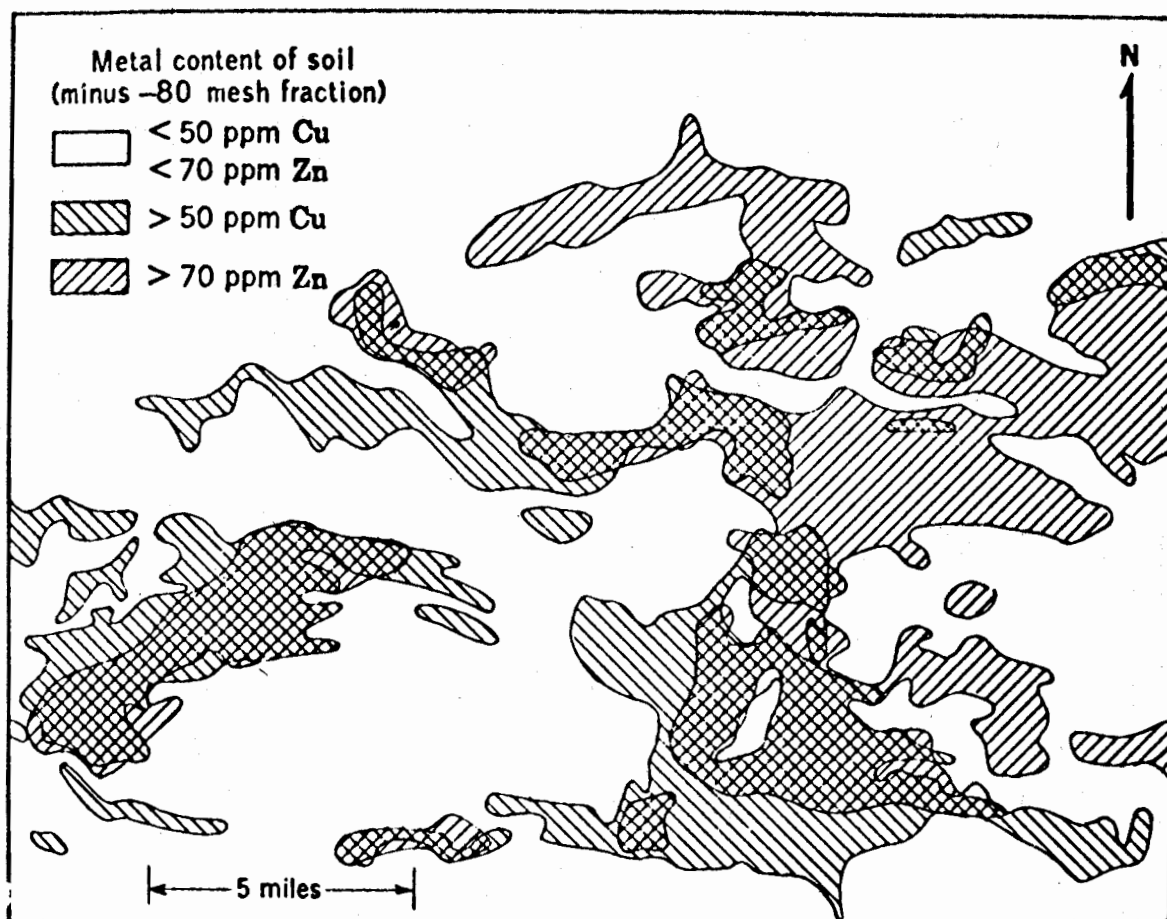 Metal content of soil
(minus –80 mesh fraction)
< 50 ppm Cu
< 70 ppm Zn
> 50 ppm Cu
> 70 ppm Zn
N
5 miles